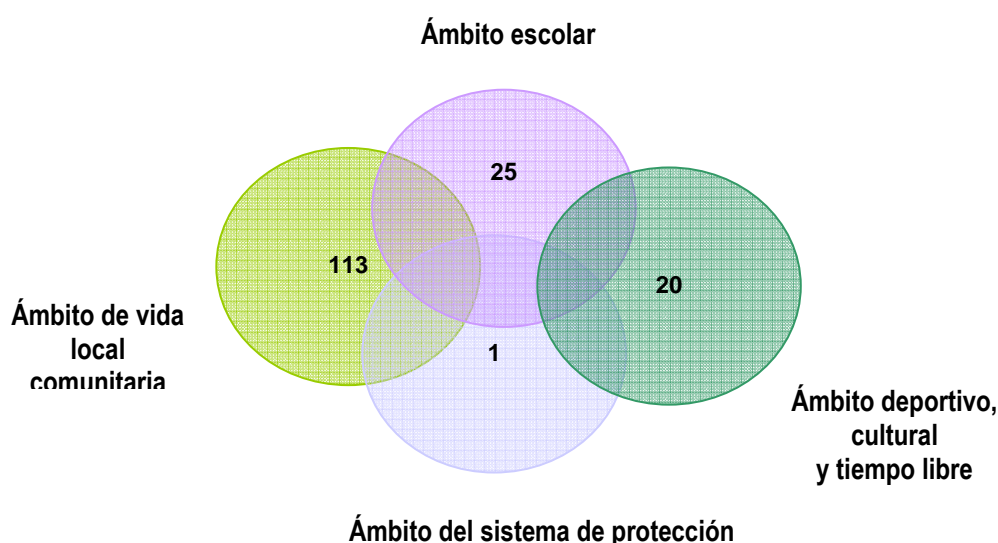 Ámbito escolar
25
113
20
Ámbito de vida
local
comunitaria
1
Ámbito deportivo,
cultural
y tiempo libre
Ámbito del sistema de protección